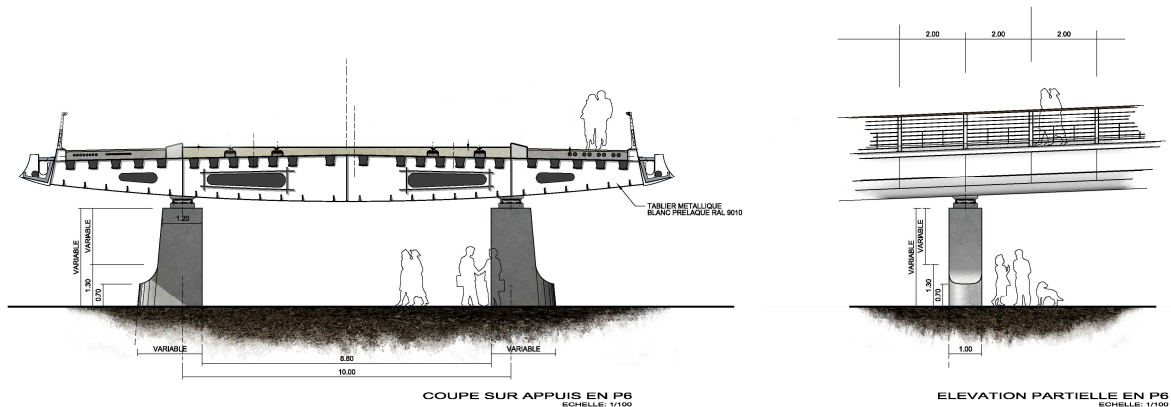 2.00 2.00 2.00
TABLIER METALLIQUE
BLANC PRELAQUE RAL 9010
1.20
VARIABLE
VARIABLE
1.30
0.70
VARIABLE
VARIABLE
8.80
10.00
VARIABLE
VARIABLE
1.30
0.70
1.00
COUPE SUR APPUIS EN P6
ECHELLE: 1/100
ELEVATION PARTIELLE EN P6
ECHELLE: 1/100